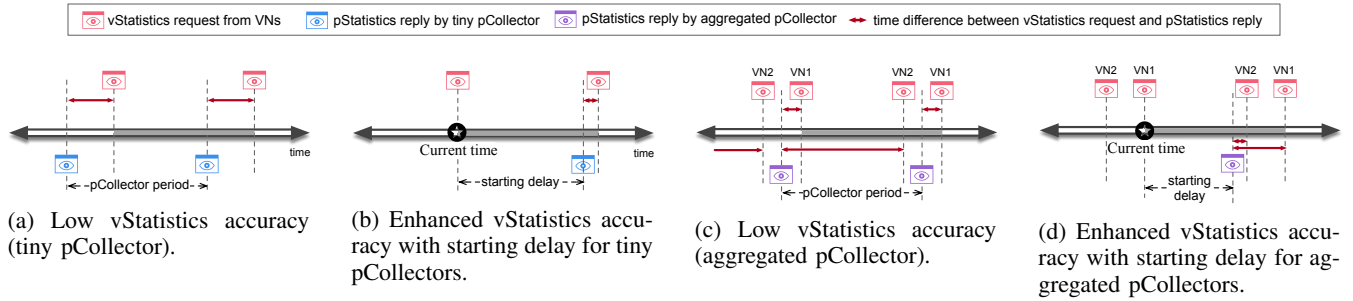 vStatistics request from VNs pStatistics reply by tiny pCollector pStatistics reply by aggregated pCollector time difference between vStatistics request and pStatistics reply
time
pCollector period
(a) Low vStatistics accuracy
(tiny pCollector).
Current time
time
starting delay
(b) Enhanced vStatistics accu-
racy with starting delay for tiny
pCollectors.
VN2 VN1 VN2 VN1
time
pCollector period
(c) Low vStatistics accuracy
(aggregated pCollector).
VN2 VN1 VN2 VN1
Current time
time
starting
delay
(d) Enhanced vStatistics accu-
racy with starting delay for ag-
gregated pCollectors.